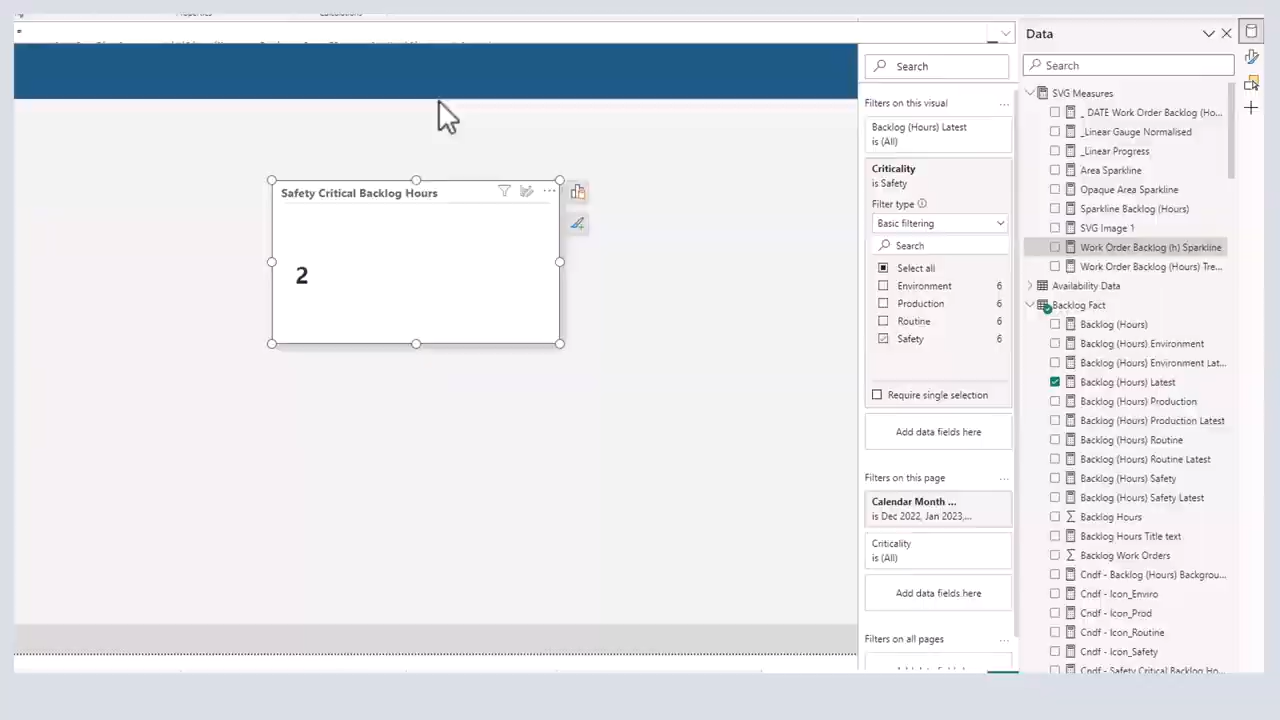 =
Safety Critical Backlog Hours
2
Search
Filters on this visual
...
Backlog (Hours) Latest
is (All)
Criticality
is Safety
Filter type
Basic filtering
Search
Select all
Environment 6
Production 6
Routine 6
Safety 6
Require single selection
Add data fields here
Filters on this page
...
Calendar Month ...
is Dec 2022, Jan 2023,...
Criticality
is (All)
Add data fields here
Filters on all pages
...
Data
Search
SVG Measures
_ DATE Work Order Backlog (Ho...
_Linear Gauge Normalised
_Linear Progress
Area Sparkline
Opaque Area Sparkline
Sparkline Backlog (Hours)
SVG Image 1
Work Order Backlog (h) Sparkline
Work Order Backlog (Hours) Tre...
Availability Data
Backlog Fact
Backlog (Hours)
Backlog (Hours) Environment
Backlog (Hours) Environment Lat...
Backlog (Hours) Latest
Backlog (Hours) Production
Backlog (Hours) Production Latest
Backlog (Hours) Routine
Backlog (Hours) Routine Latest
Backlog (Hours) Safety
Backlog (Hours) Safety Latest
Backlog Hours
Backlog Hours Title text
Backlog Work Orders
Cndf - Backlog (Hours) Backgrou...
Cndf - Icon_Enviro
Cndf - Icon_Prod
Cndf - Icon_Routine
Cndf - Icon_Safety
Cndf - Safety Critical Backlog Ho...